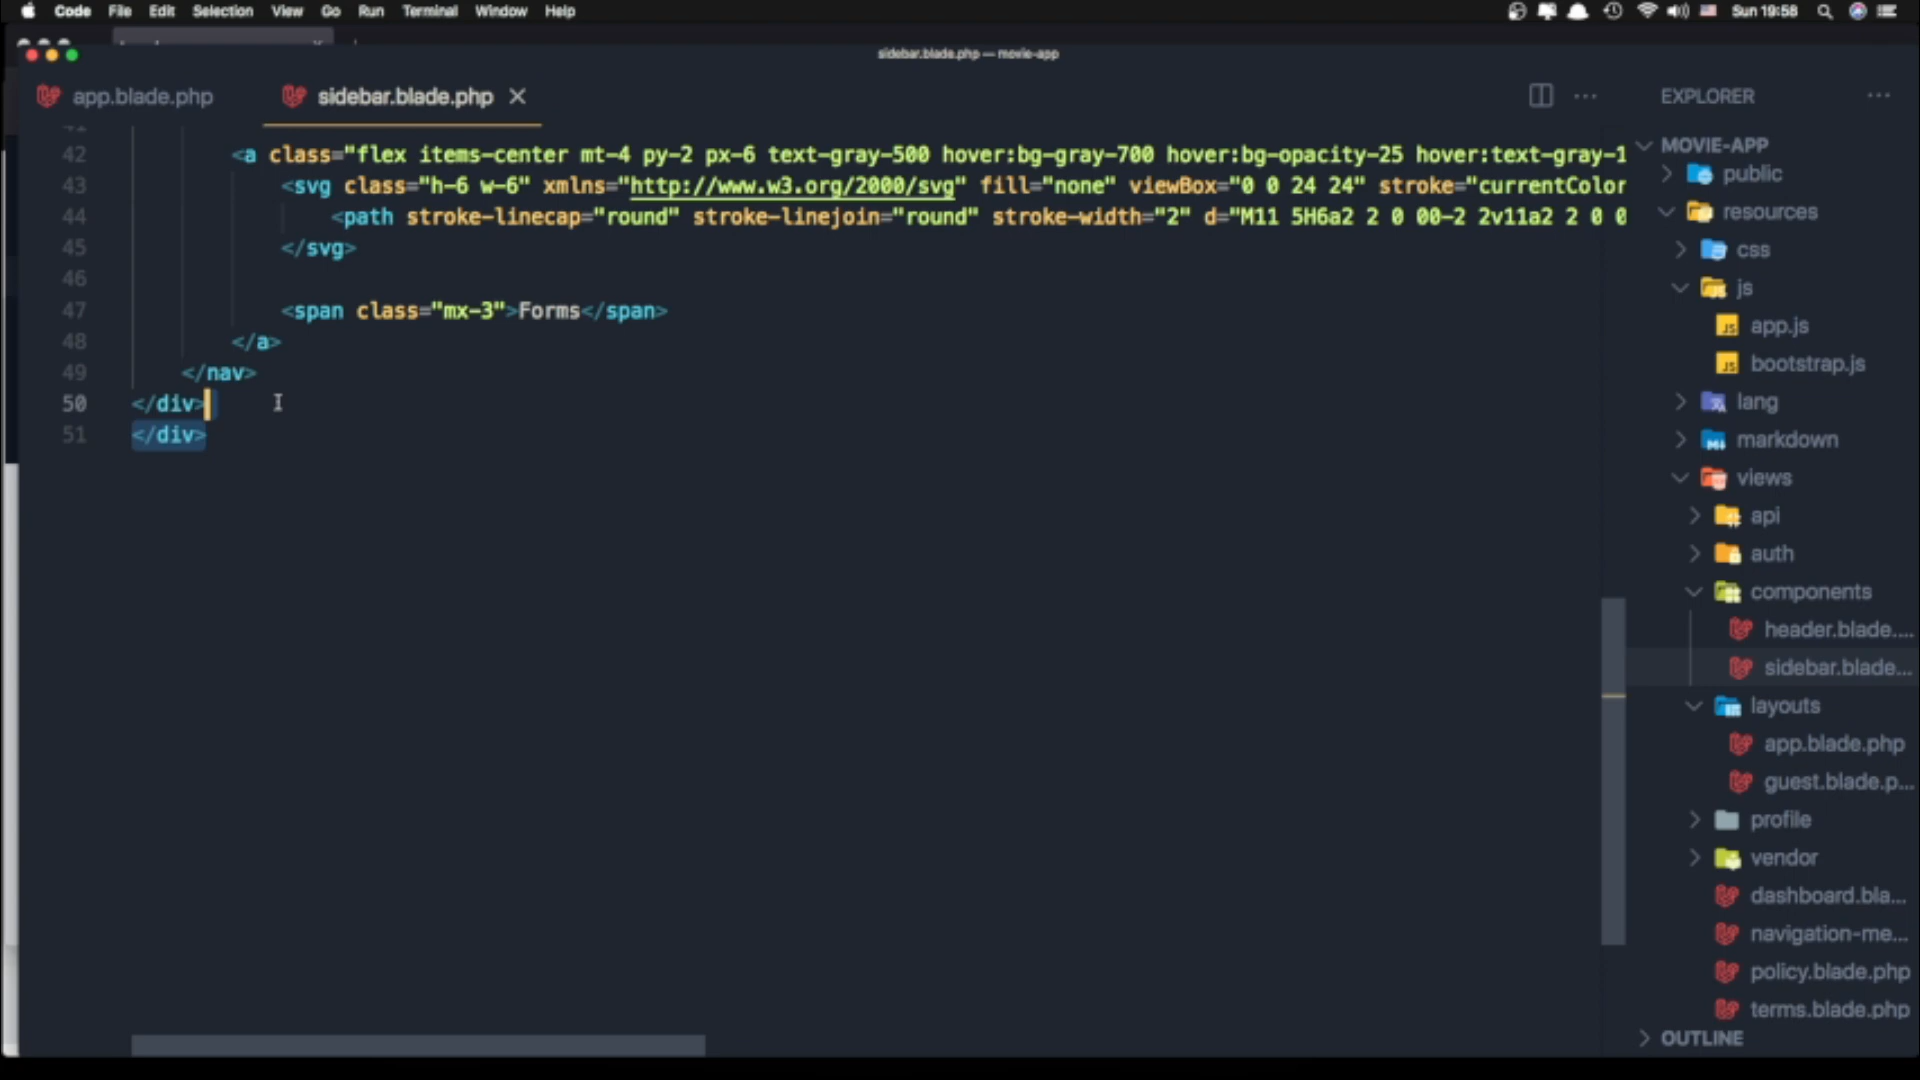 Code File Edit Selection View Go Run Terminal Window Help
Sun 19:58
sidebar.blade.php — movie-app
app.blade.php
sidebar.blade.php
EXPLORER
MOVIE-APP
42 <a class="flex items-center mt-4 py-2 px-6 text-gray-500 hover:bg-gray-700 hover:bg-opacity-25 hover:text-gray-1
43 <svg class="h-6 w-6" xmlns="http://www.w3.org/2000/svg" fill="none" viewBox="0 0 24 24" stroke="currentColor
44 <path stroke-linecap="round" stroke-linejoin="round" stroke-width="2" d="M11 5H6a2 2 0 00-2 2v11a2 2 0 0
45 </svg>
46
47 <span class="mx-3">Forms</span>
48 </a>
49 </nav>
50 </div>
51 </div>
public
resources
css
js
app.js
bootstrap.js
lang
markdown
views
api
auth
components
header.blade....
sidebar.blade...
layouts
app.blade.php
guest.blade.p...
profile
vendor
dashboard.bla...
navigation-me...
policy.blade.php
terms.blade.php
OUTLINE